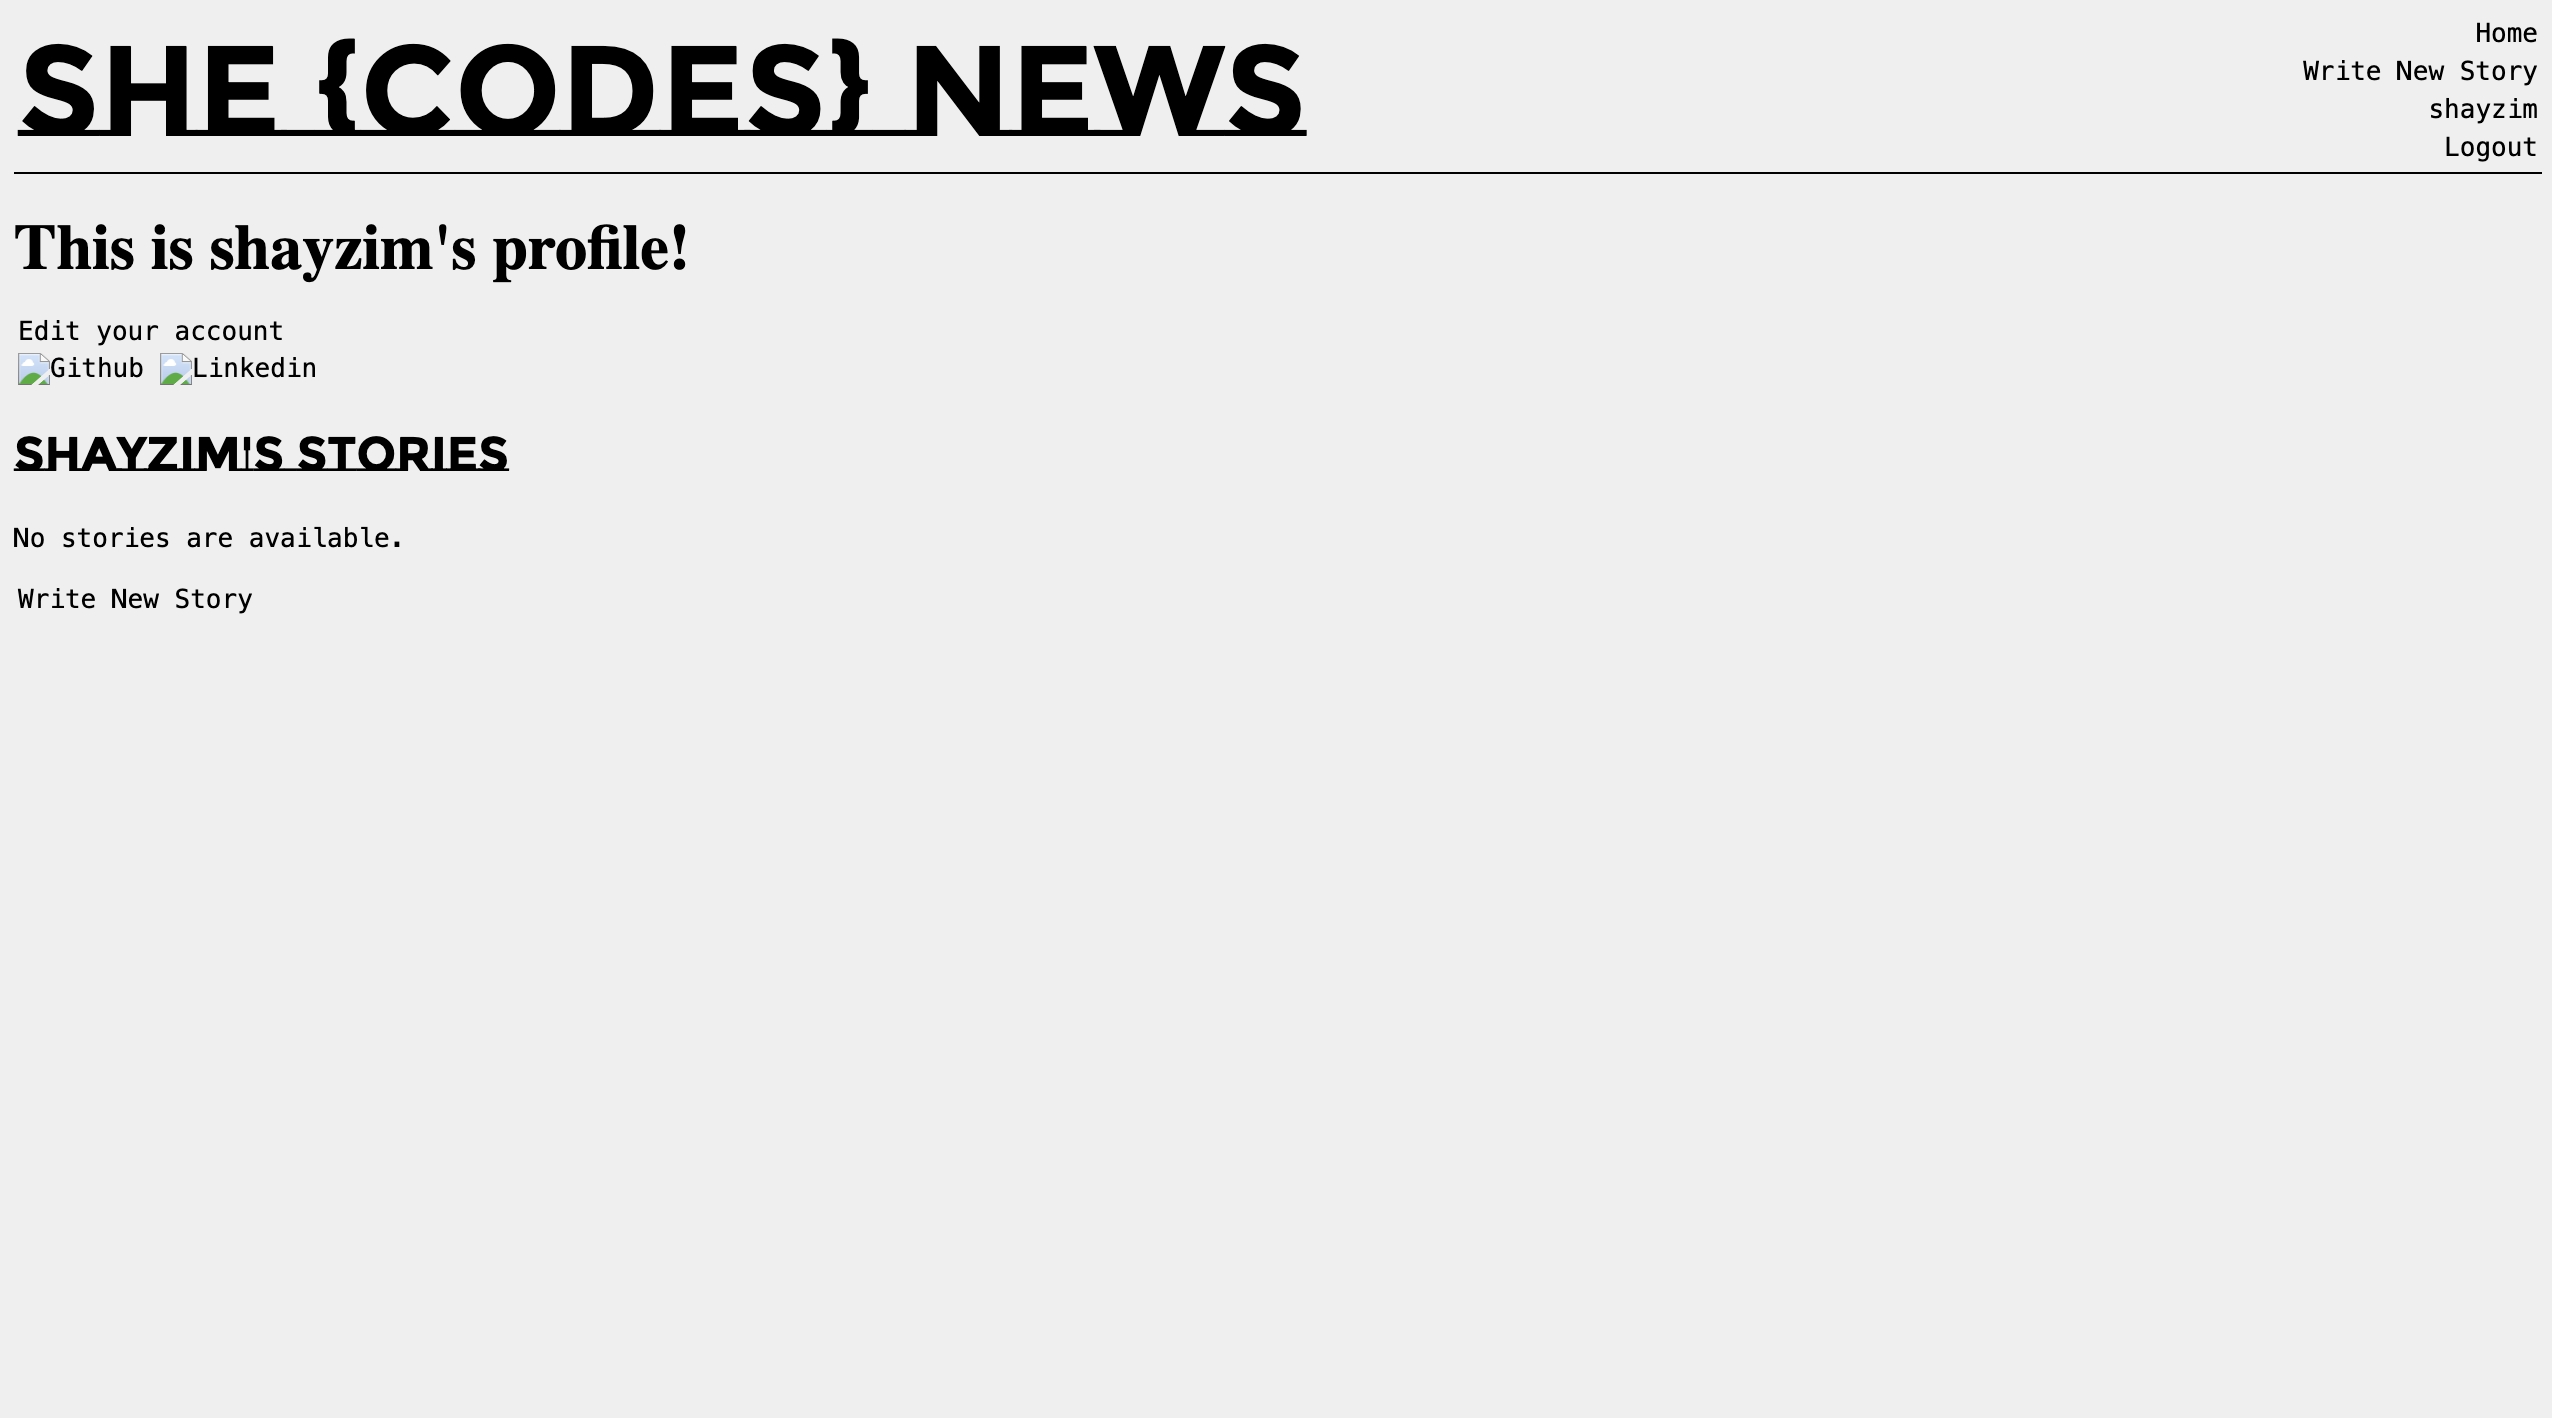 SHE {CODES} NEWS
Home
Write New Story
shayzim
Logout
This is shayzim's profile!
Edit your account
Github Linkedin
SHAYZIM'S STORIES
No stories are available.
Write New Story